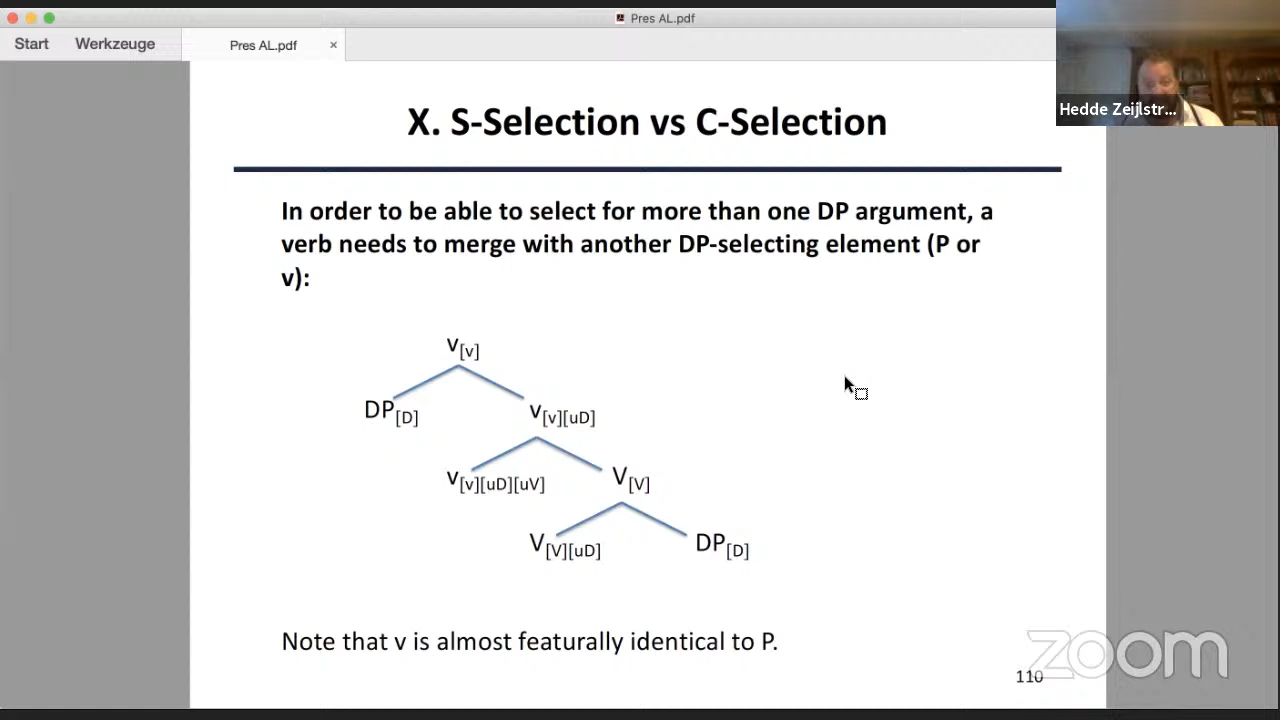 Pres AL.pdf
Start
Werkzeuge
Pres AL.pdf
×
Hedde Zeijlstr...
X. S-Selection vs C-Selection
In order to be able to select for more than one DP argument, a
verb needs to merge with another DP-selecting element (P or
v):
v[v]
DP[D]
v[v][uD]
v[v][uD][uV]
V[V]
V[V][uD]
DP[D]
Note that v is almost featurally identical to P.
110
zoom